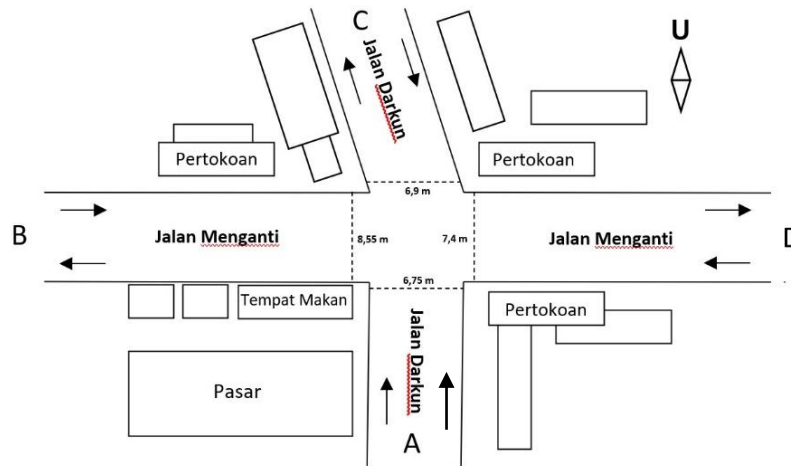 C
U
Jalan Darkun
Pertokoan
Pertokoan
6,9 m
B
Jalan Menganti
8,55 m
7,4 m
Jalan Menganti
D
6,75 m
Tempat Makan
Pertokoan
Jalan Darkun
Pasar
A